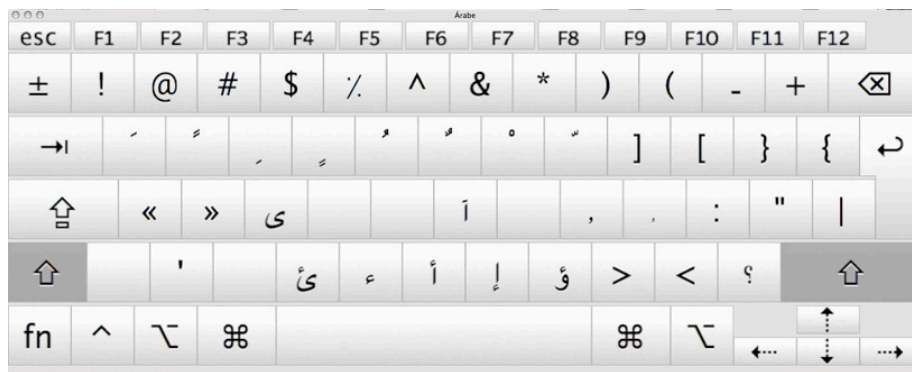 Árabe
esc F1 F2 F3 F4 F5 F6 F7 F8 F9 F10 F11 F12
± ! @ # $ ٪ ^ & * ) ( - +
َ ً ِ ٍ ُ ٌ ْ ّ ] [ } {
« » ى آ : " |
' ئ ء أ إ ؤ > < ؟
fn ^ ⌥ ⌘ ⌘ ⌥